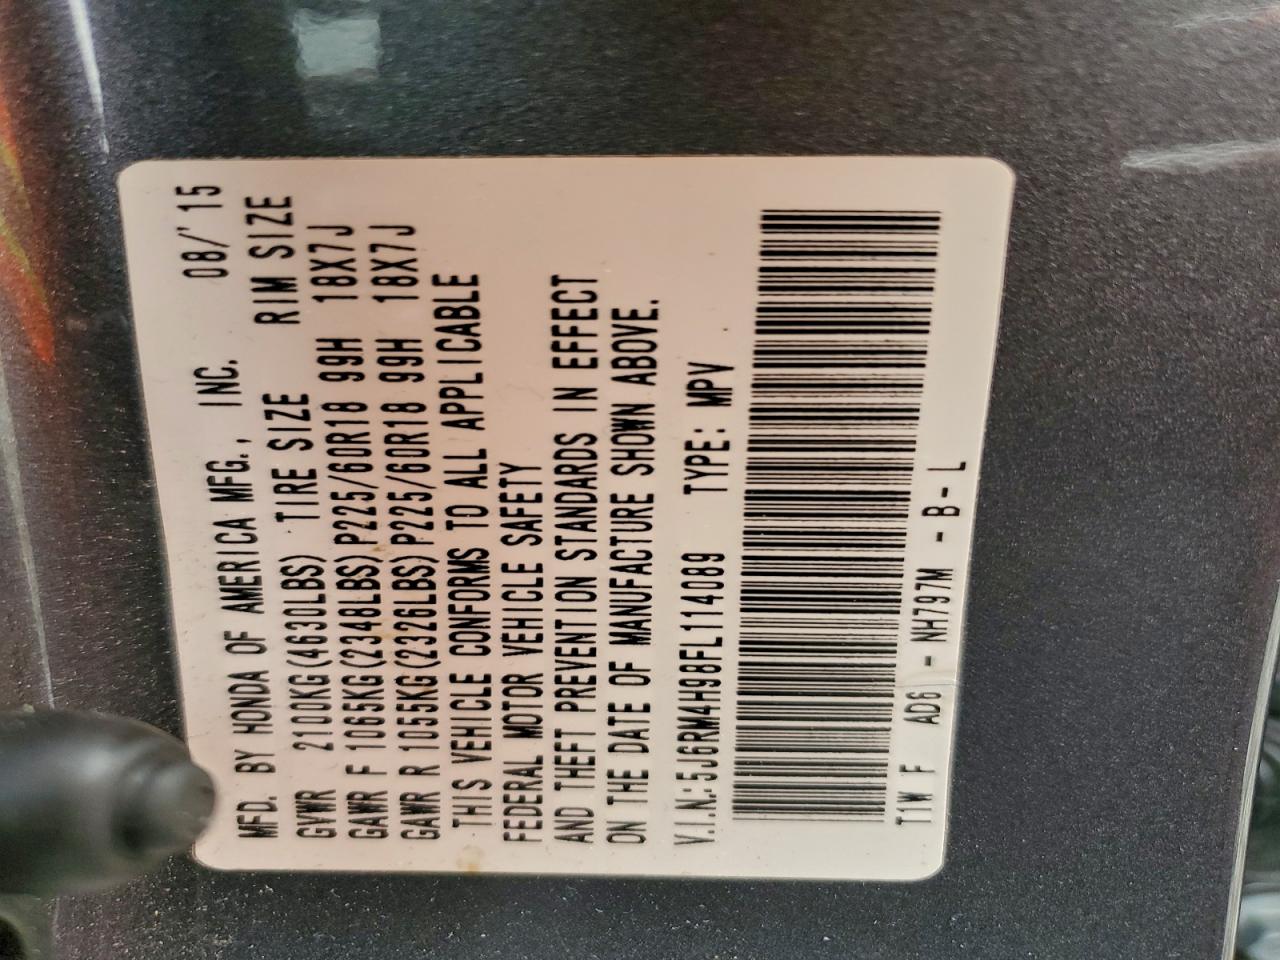 MFD. BY HONDA OF AMERICA MFG., INC. 08/'15
GVWR 2100KG(4630LBS) TIRE SIZE RIM SIZE
GAWR F 1065KG(2348LBS) P225/60R18 99H 18X7J
GAWR R 1055KG(2326LBS) P225/60R18 99H 18X7J
THIS VEHICLE CONFORMS TO ALL APPLICABLE
FEDERAL MOTOR VEHICLE SAFETY
AND THEFT PREVENTION STANDARDS IN EFFECT
ON THE DATE OF MANUFACTURE SHOWN ABOVE.
V.I.N.: 5J6RM4H98FL114089 TYPE: MPV
T1W F AD6 - NH797M - B - L